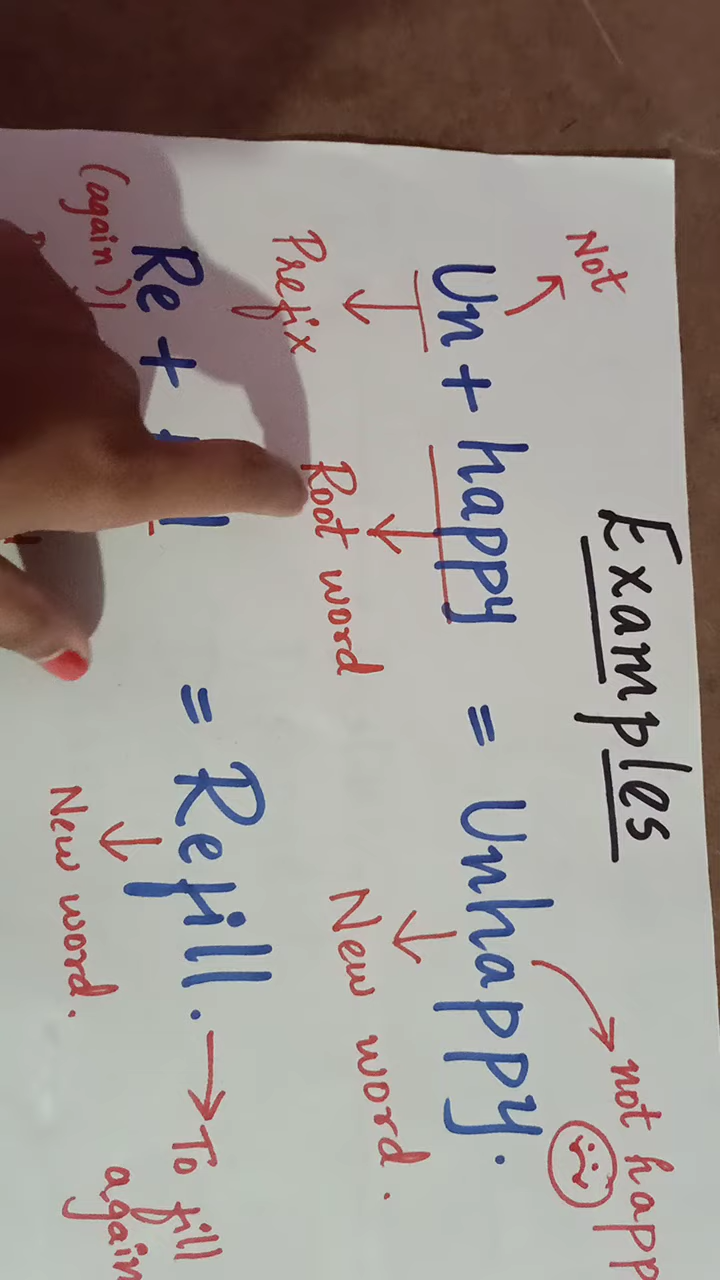 Examples
Not
not happ
Un + happy = Unhappy.
Prefix
Root word
New word.
Re + = Refill. → To fill again
(again)
New word.